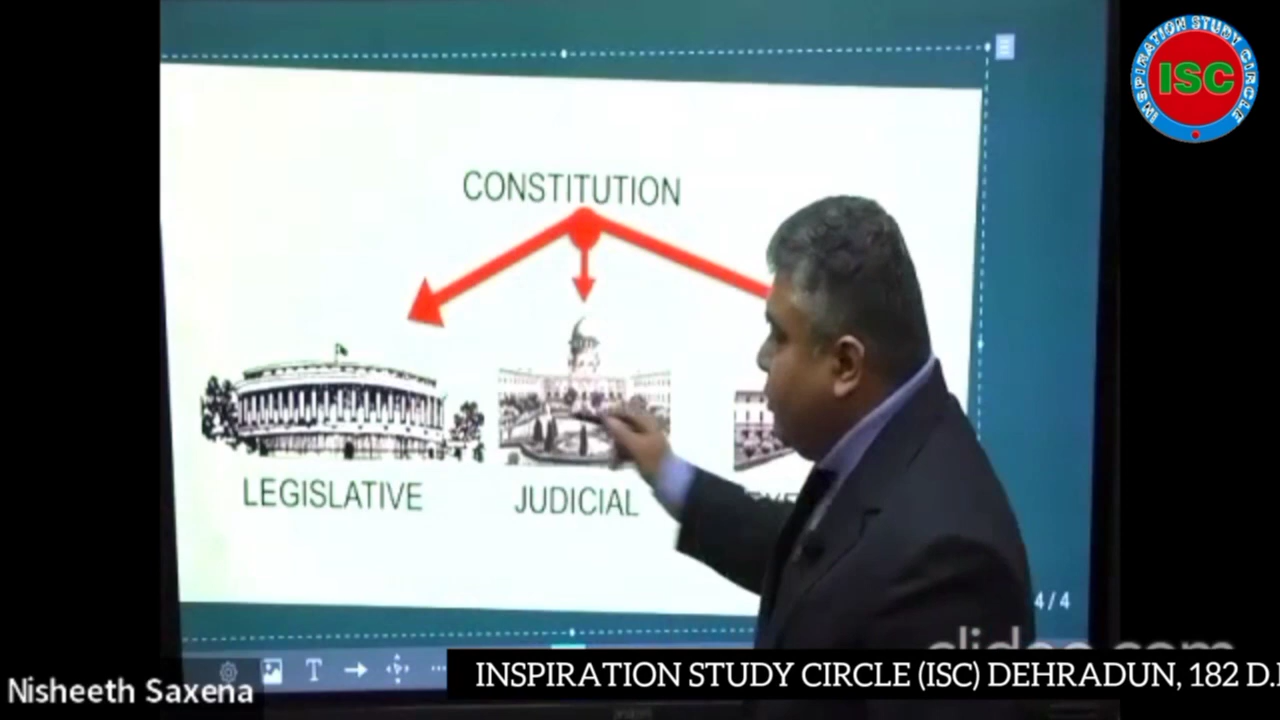 INSPIRATION STUDY CIRCLE
ISC
CONSTITUTION
LEGISLATIVE
JUDICIAL
4/4
T
Nisheeth Saxena
INSPIRATION STUDY CIRCLE (ISC) DEHRADUN, 182